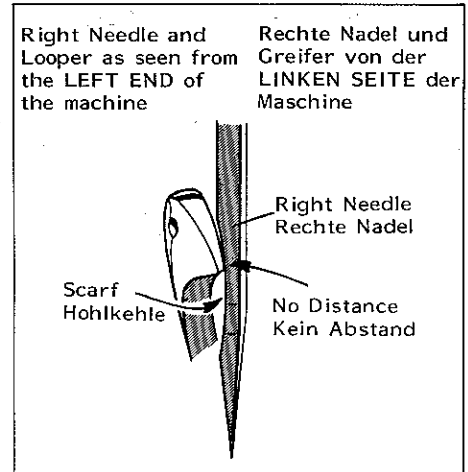 Right Needle and
Looper as seen from
the LEFT END of
the machine
Rechte Nadel und
Greifer von der
LINKEN SEITE der
Maschine
Right Needle
Rechte Nadel
Scarf
Hohlkehle
No Distance
Kein Abstand